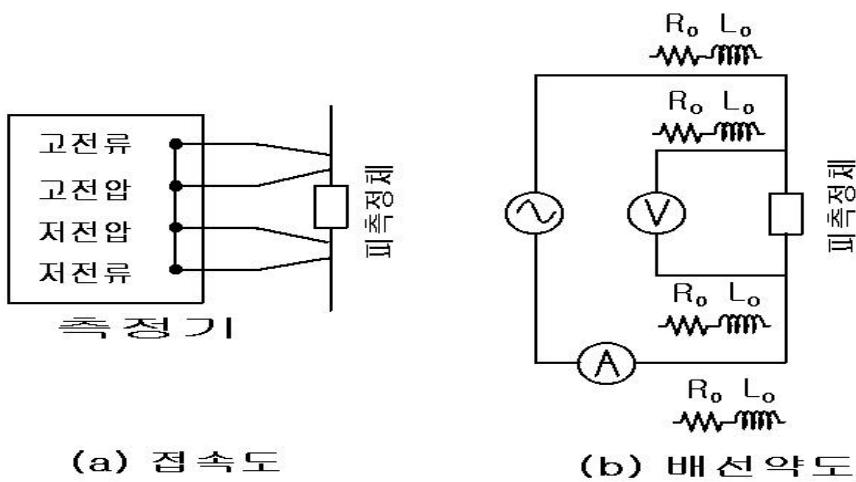 고전류
고전압
저전압
저전류
피측정체
측정기
(a) 접속도
R₀ L₀
R₀ L₀
V
피측정체
R₀ L₀
A
R₀ L₀
(b) 배선약도